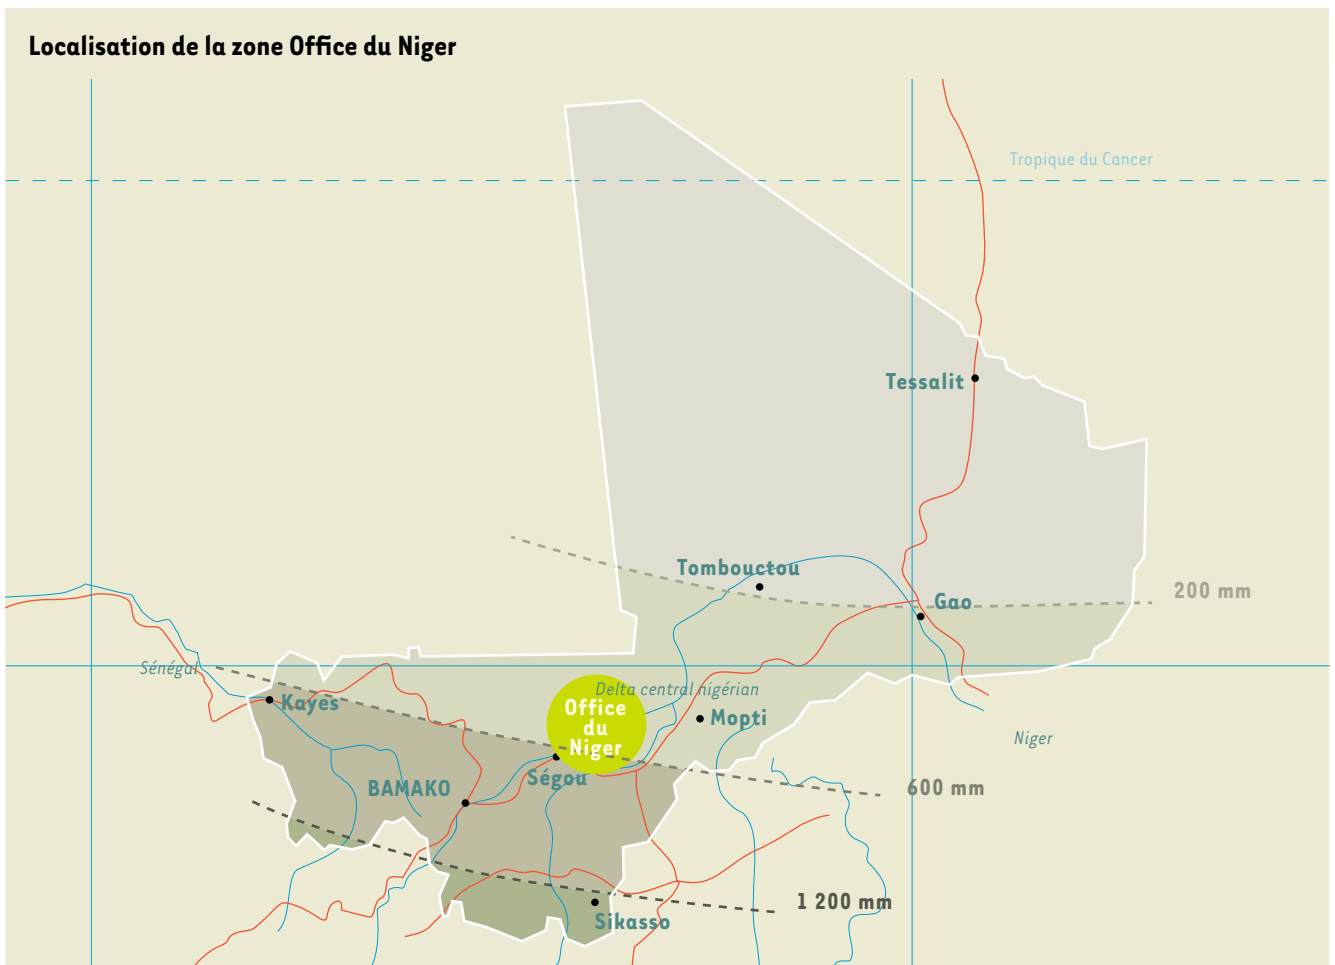 Localisation de la zone Office du Niger
Tropique du Cancer
Tessalit
Tombouctou
200 mm
Gao
Sénégal
Delta central nigérian
Kayes
Office
du
Niger
Mopti
Niger
Ségou
BAMAKO
600 mm
1 200 mm
Sikasso